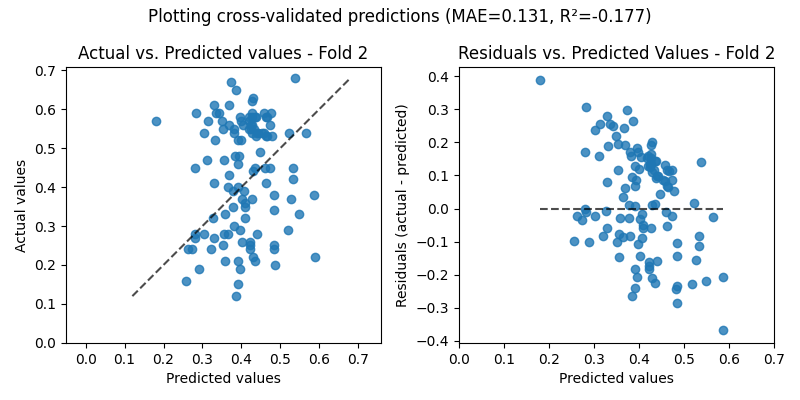 Plotting cross-validated predictions (MAE=0.131, R²=-0.177)
Actual vs. Predicted values - Fold 2
Actual values
0.7
0.6
0.5
0.4
0.3
0.2
0.1
0.0
0.0 0.1 0.2 0.3 0.4 0.5 0.6 0.7
Predicted values
Residuals vs. Predicted Values - Fold 2
Residuals (actual - predicted)
0.4
0.3
0.2
0.1
0.0
−0.1
−0.2
−0.3
−0.4
0.0 0.1 0.2 0.3 0.4 0.5 0.6 0.7
Predicted values